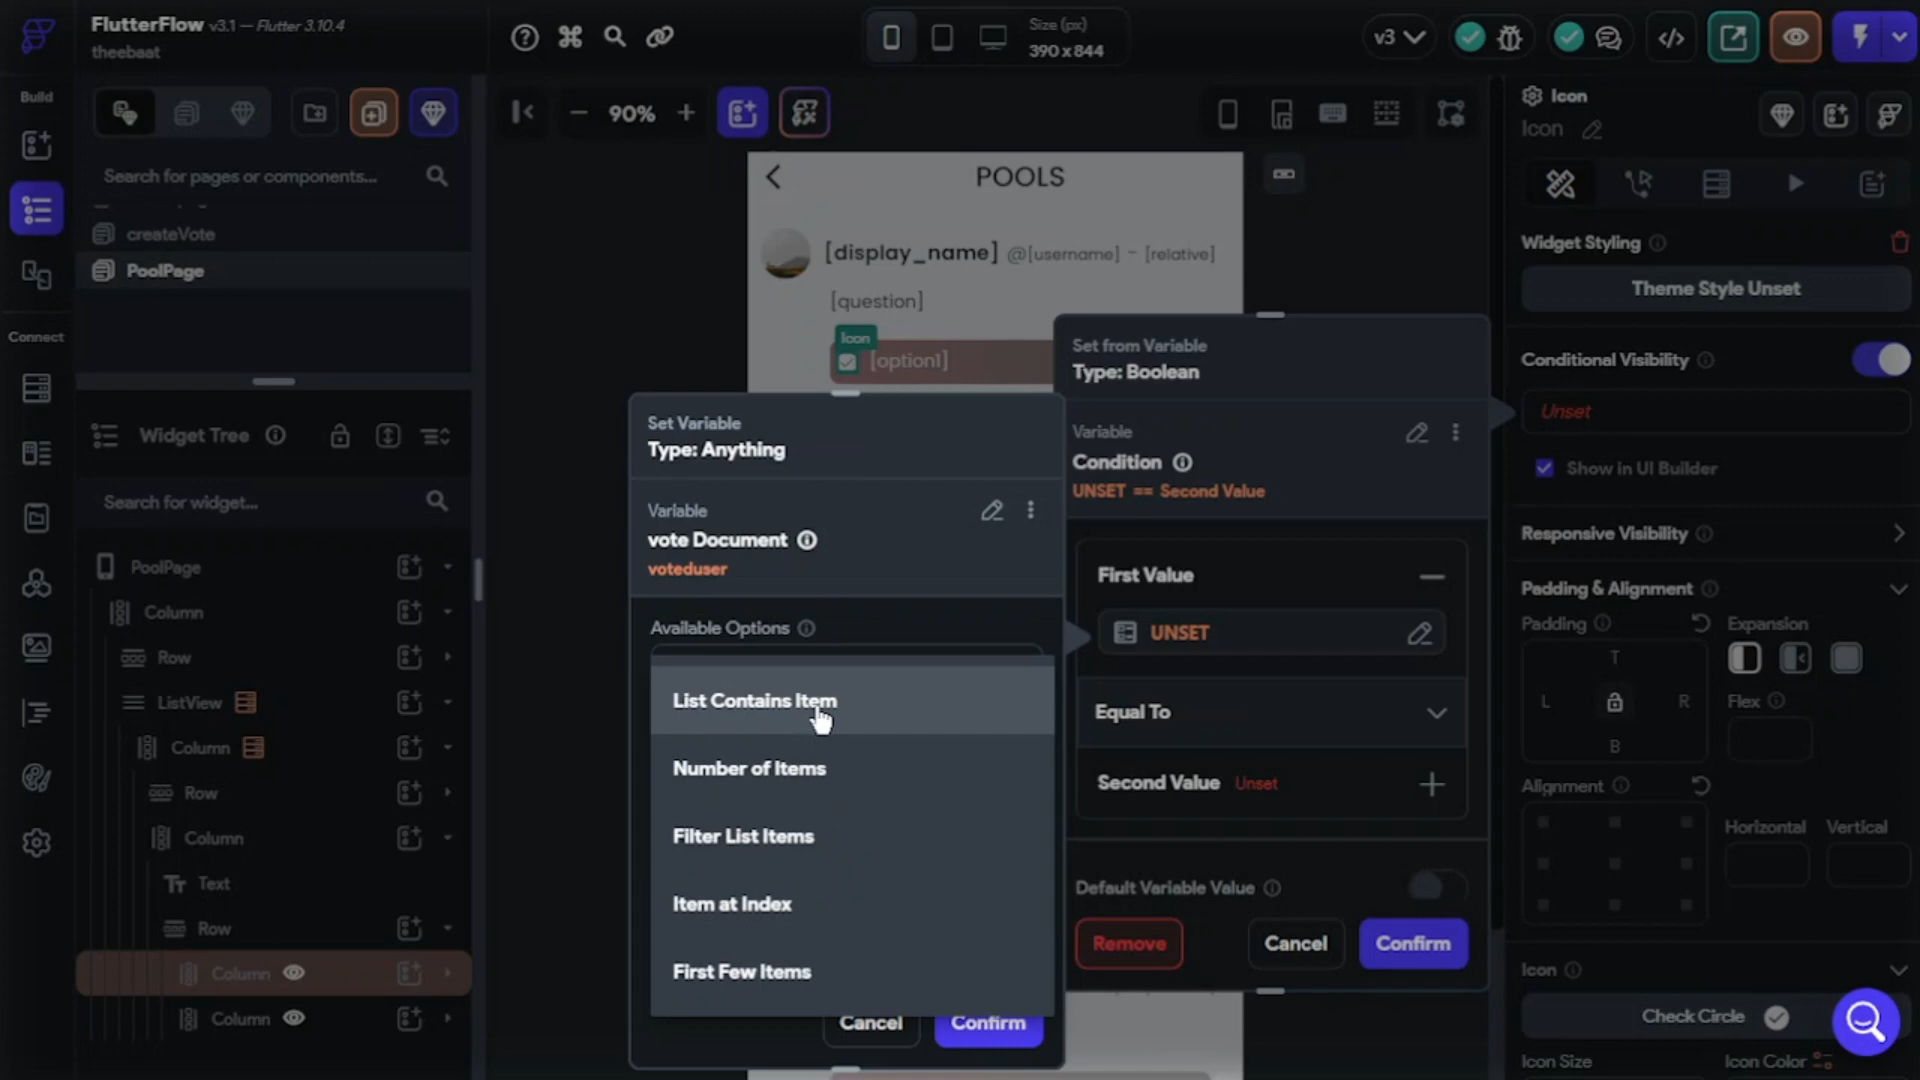 FlutterFlow v3.1 — Flutter 3.10.4
theebaat
Size (px)
390 x 844
v3
Build
Search for pages or components...
createVote
PoolPage
Connect
Widget Tree
Search for widget...
PoolPage
Column
Row
ListView
Column
Row
Column
Text
Row
Column
Column
90%
POOLS
[display_name] @[username] - [relative]
[question]
Icon
[option1]
Set Variable
Type: Anything
Variable
vote Document
voteduser
Available Options
List Contains Item
Number of Items
Filter List Items
Item at Index
First Few Items
Cancel
Confirm
Set from Variable
Type: Boolean
Variable
Condition
UNSET == Second Value
First Value
UNSET
Equal To
Second Value Unset
Default Variable Value
Remove
Cancel
Confirm
Icon
Icon
Widget Styling
Theme Style Unset
Conditional Visibility
Unset
Show in UI Builder
Responsive Visibility
Padding & Alignment
Padding
Expansion
T
L
R
B
Flex
Alignment
Horizontal
Vertical
Icon
Check Circle
Icon Size
Icon Color